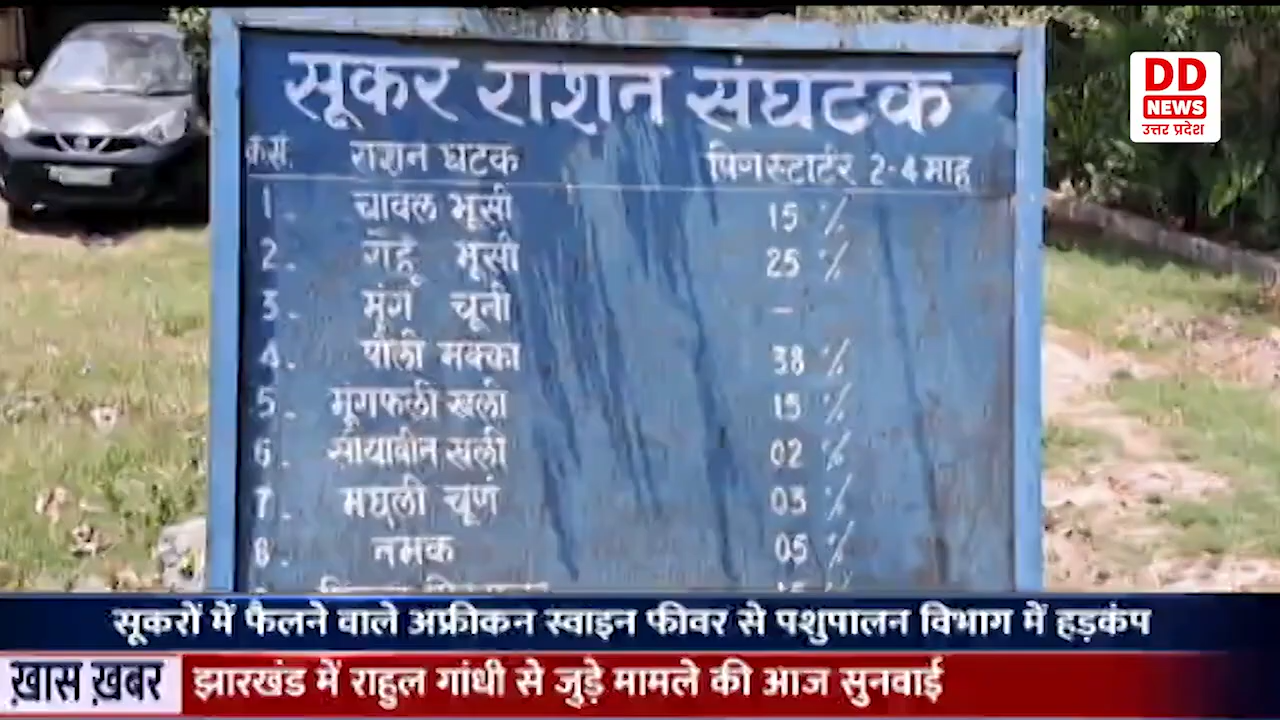 सूकर राशन संघटक
DD
NEWS
उत्तर प्रदेश
क्र.सं. राशन घटक पिगस्टार्टर 2-4 माह
1. चावल भूसी 15 %
2. गेहूं भूसी 25 %
3. मूंग चूनी -
4. पीली मक्का 38 %
5. मूंगफली खली 15 %
6. सोयाबीन खली 02 %
7. मछली चूर्ण 03 %
8. नमक 05 %
सूकरों में फैलने वाले अफ्रीकन स्वाइन फीवर से पशुपालन विभाग में हड़कंप
ख़ास ख़बर झारखंड में राहुल गांधी से जुड़े मामले की आज सुनवाई